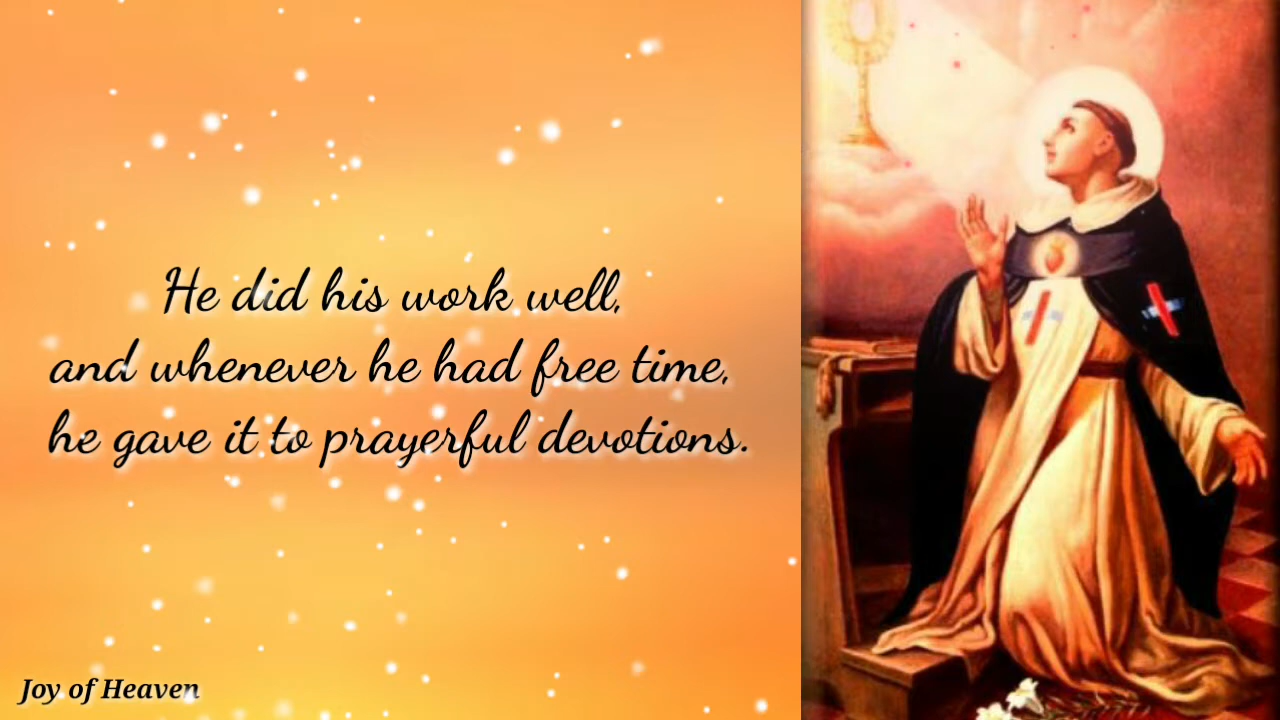 He did his work well,
and whenever he had free time,
he gave it to prayerful devotions.
Joy of Heaven